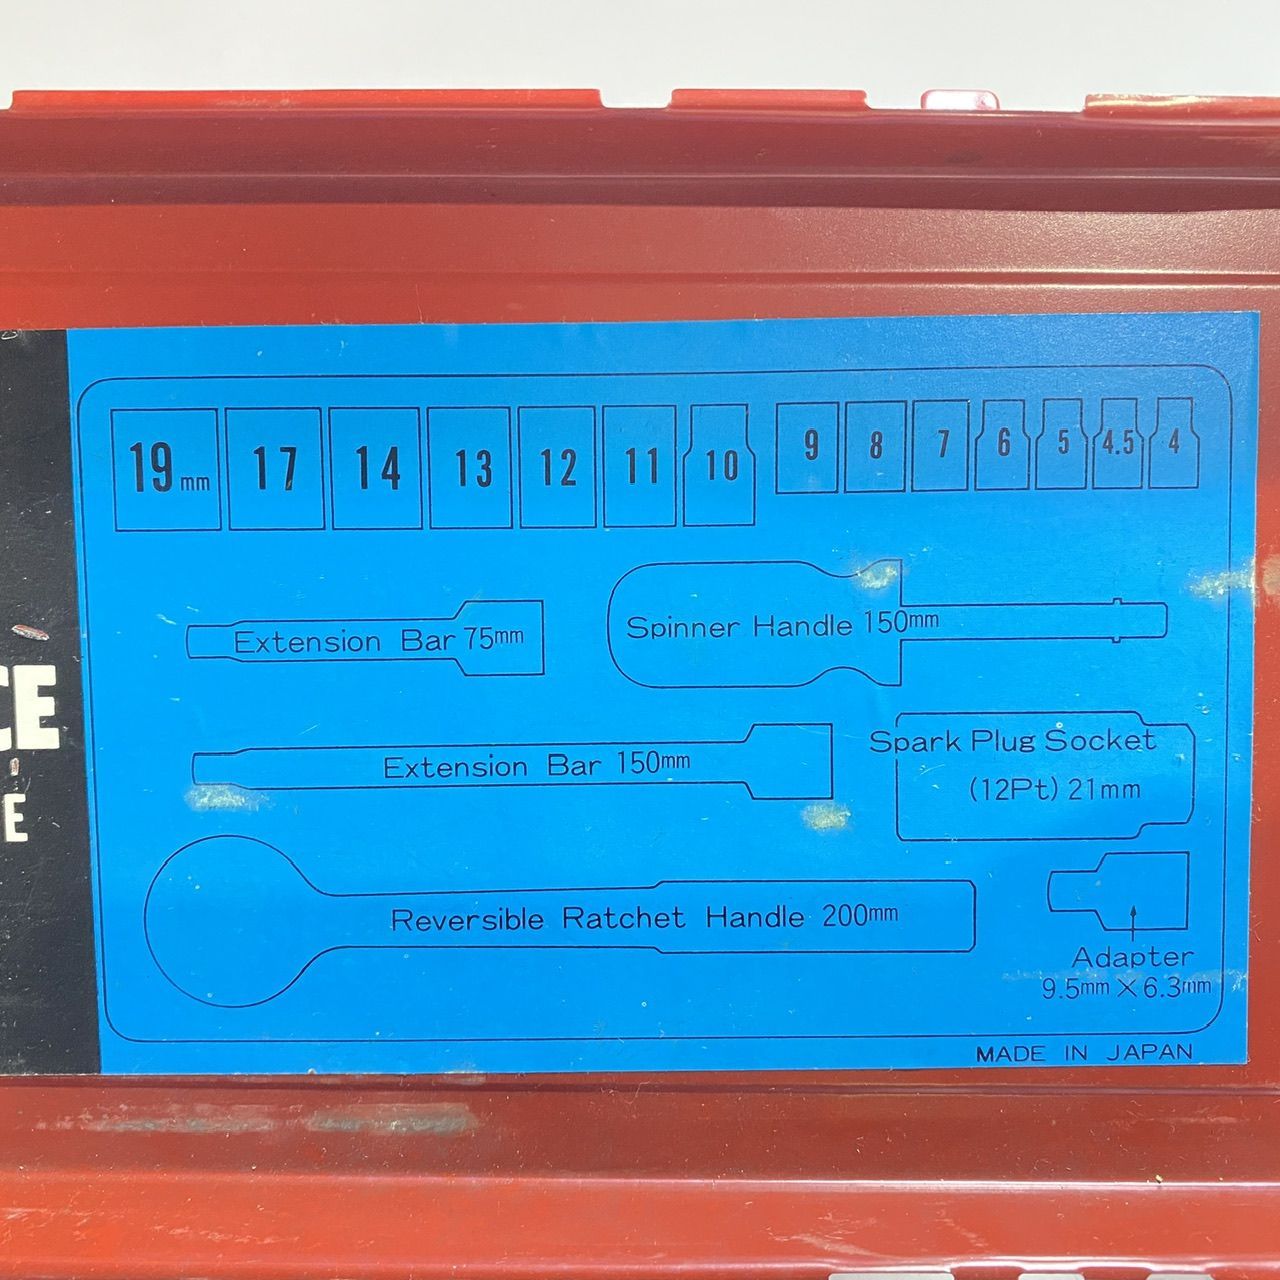 19mm 17 14 13 12 11 10 9 8 7 6 5 4.5 4
Extension Bar 75mm
Spinner Handle 150mm
CE
E
Extension Bar 150mm
Spark Plug Socket
(12Pt) 21mm
Reversible Ratchet Handle 200mm
Adapter
9.5mm X 6.3mm
MADE IN JAPAN